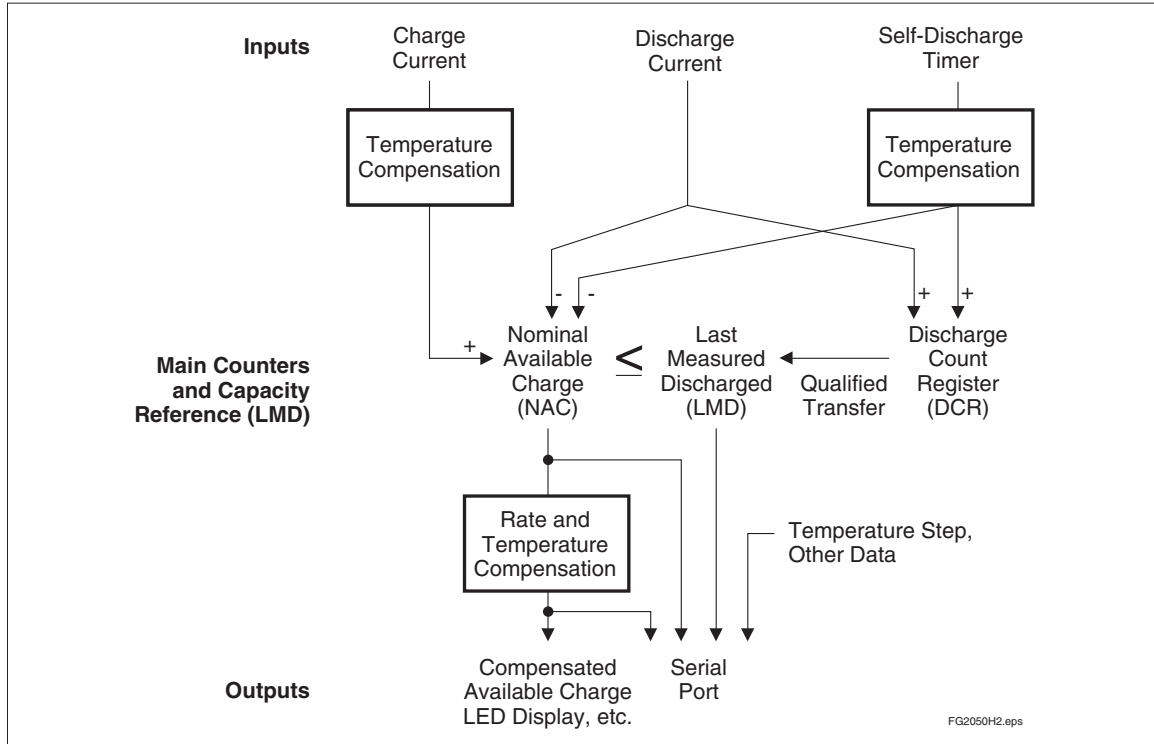 Inputs
Charge
Current
Discharge
Current
Self-Discharge
Timer
Temperature
Compensation
Temperature
Compensation
- -
+ +
+
Main Counters
and Capacity
Reference (LMD)
Nominal
Available
Charge
(NAC)
≤
Last
Measured
Discharged
(LMD)
Qualified
Transfer
Discharge
Count
Register
(DCR)
Rate and
Temperature
Compensation
Temperature Step,
Other Data
Outputs
Compensated
Available Charge
LED Display, etc.
Serial
Port
FG2050H2.eps